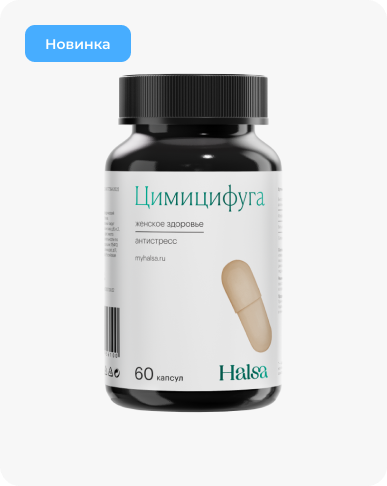 Новинка
Цимицифуга
женское здоровье
антистресс
myhalsa.ru
60 капсул
Halsa